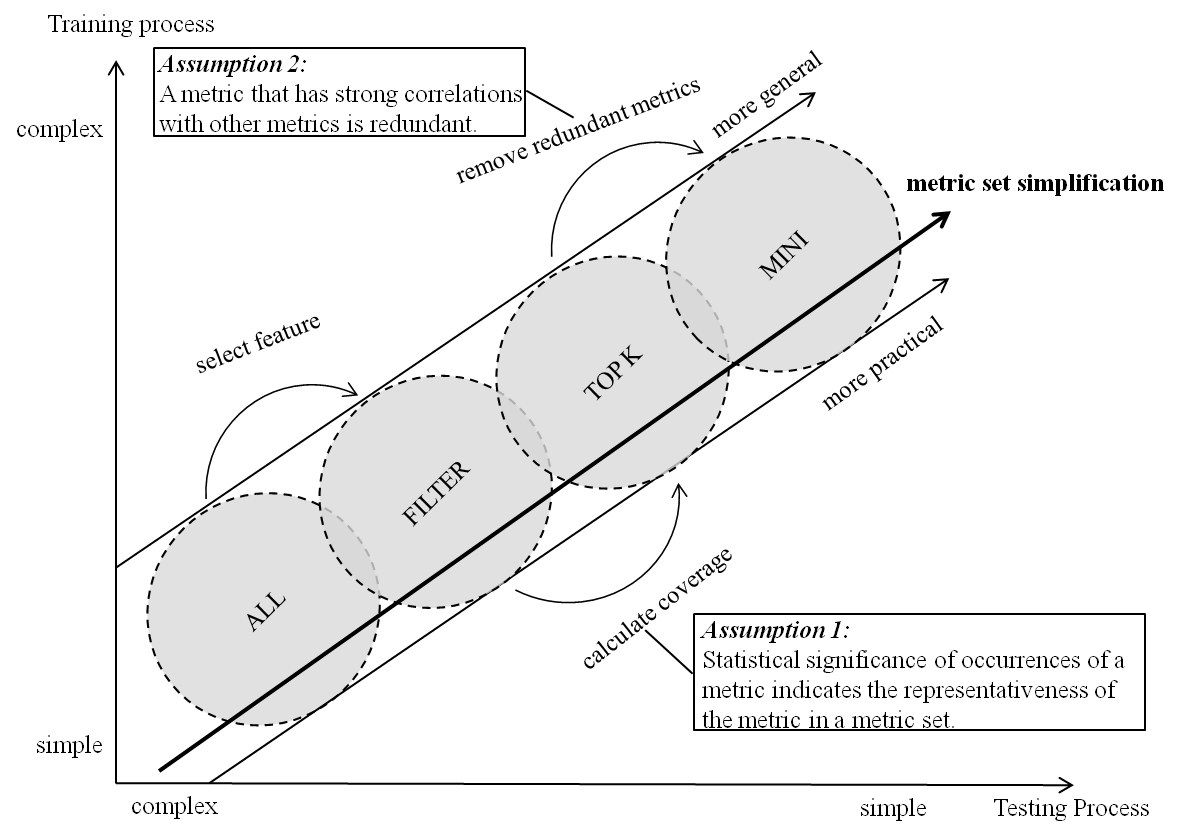 Training process
Assumption 2:
A metric that has strong correlations
with other metrics is redundant.
complex
remove redundant metrics
more general
metric set simplification
MINI
select feature
TOP K
more practical
FILTER
ALL
calculate coverage
Assumption 1:
Statistical significance of occurrences of a
metric indicates the representativeness of
the metric in a metric set.
simple
complex
simple
Testing Process